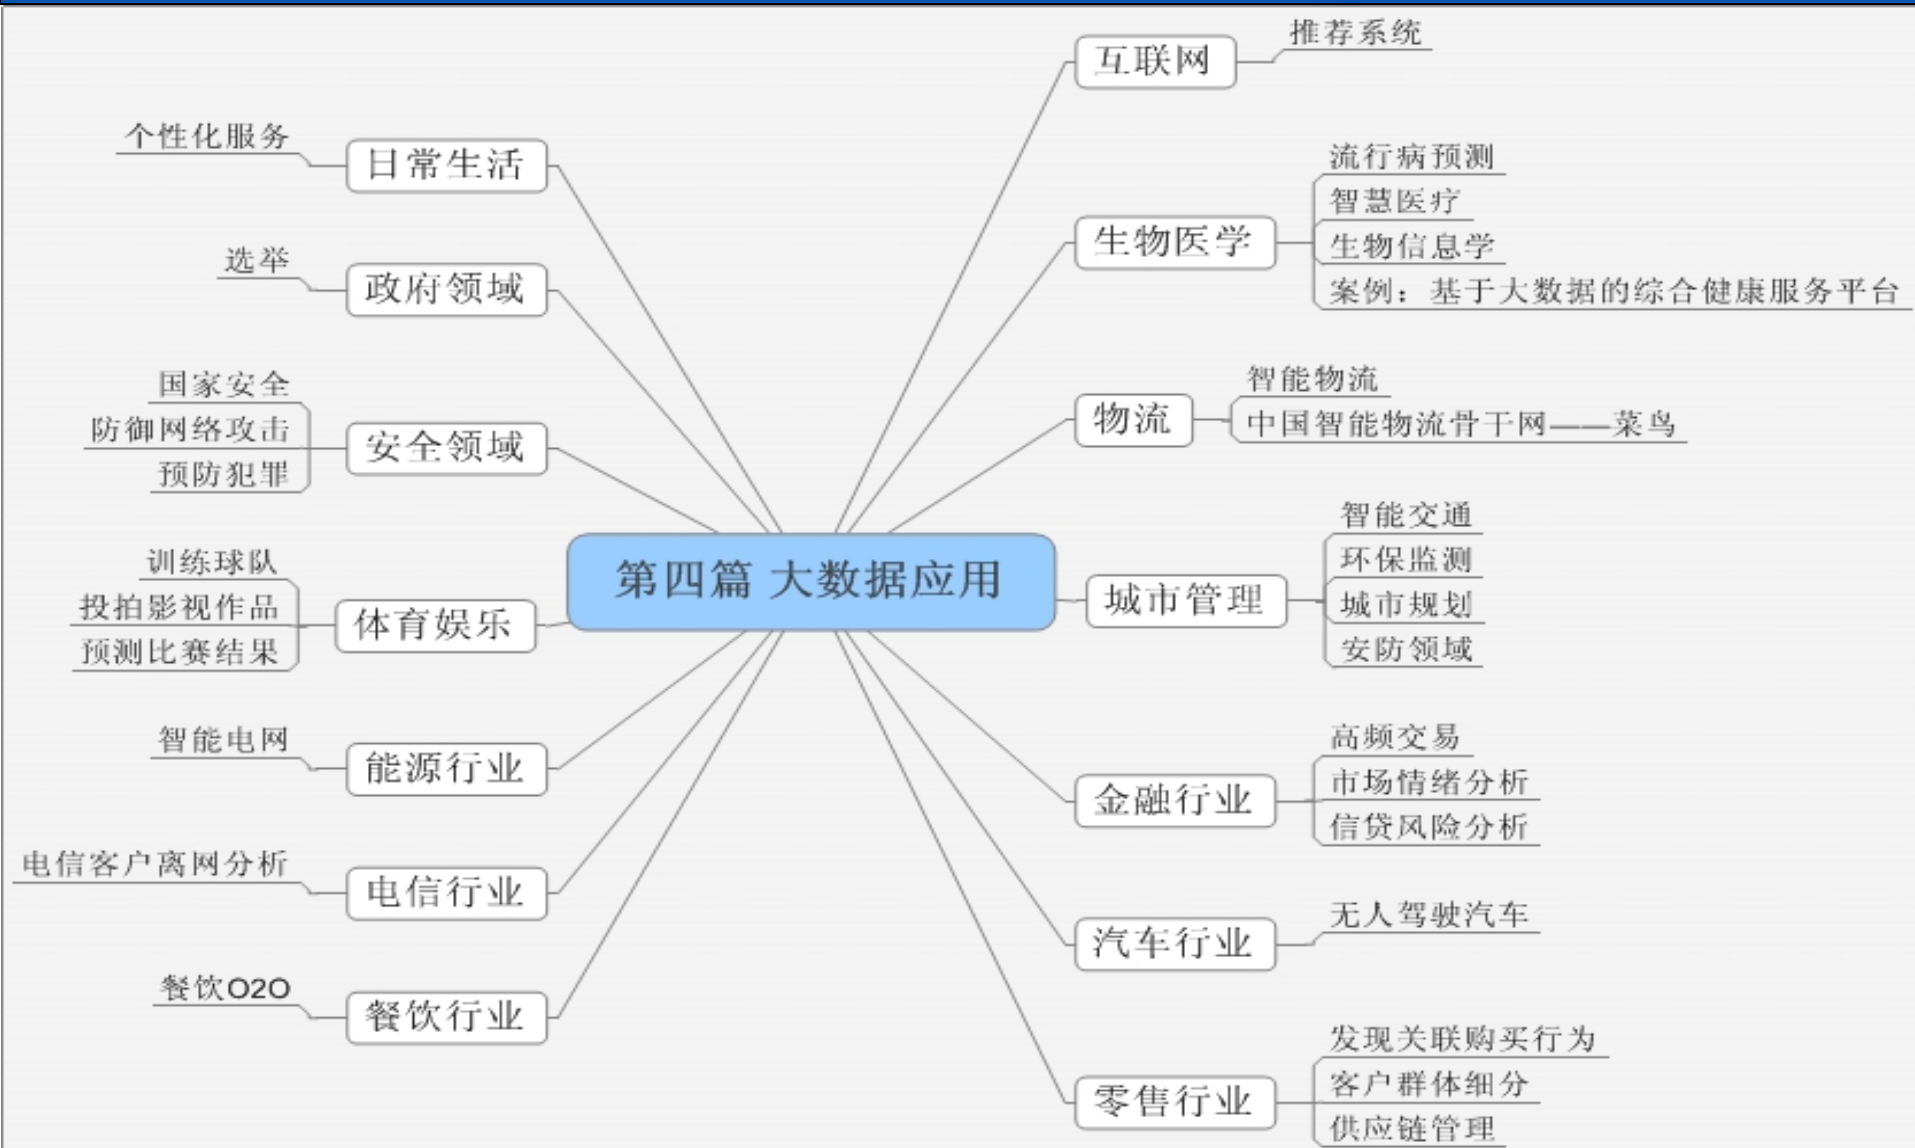 第四篇 大数据应用
互联网
推荐系统
生物医学
流行病预测
智慧医疗
生物信息学
案例：基于大数据的综合健康服务平台
物流
智能物流
中国智能物流骨干网——菜鸟
城市管理
智能交通
环保监测
城市规划
安防领域
金融行业
高频交易
市场情绪分析
信贷风险分析
汽车行业
无人驾驶汽车
零售行业
发现关联购买行为
客户群体细分
供应链管理
日常生活
个性化服务
政府领域
选举
安全领域
国家安全
防御网络攻击
预防犯罪
体育娱乐
训练球队
投拍影视作品
预测比赛结果
能源行业
智能电网
电信行业
电信客户离网分析
餐饮行业
餐饮O2O